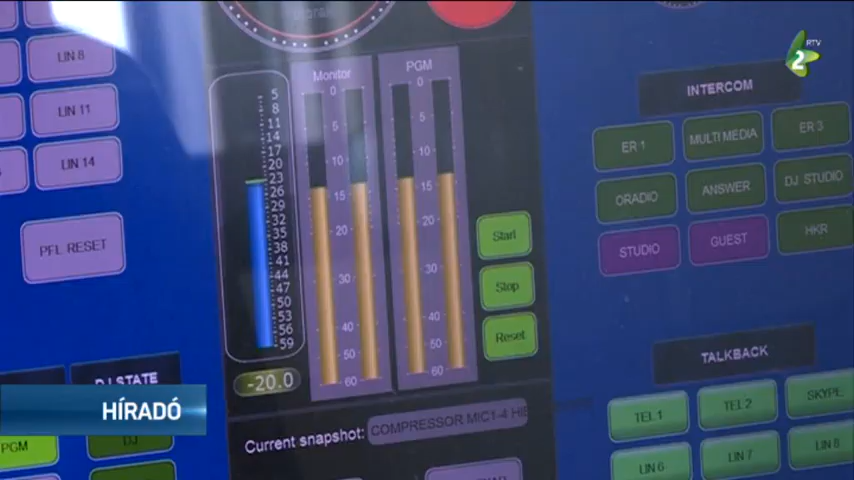 RTV
2
LIN 8
LIN 11
LIN 14
PFL RESET
Monitor
PGM
5
8
11
14
17
20
23
26
29
32
35
38
41
44
47
50
53
56
59
-20.0
0
5
10
15
20
30
40
50
60
0
5
10
15
20
30
40
50
60
Start
Stop
Reset
Current snapshot:
COMPRESSOR MIC1-4 HE
INTERCOM
ER 1
MULTI MEDIA
ER 3
ORADIO
ANSWER
DJ STUDIO
STUDIO
GUEST
HKR
TALKBACK
TEL 1
TEL 2
SKYPE
LIN 6
LIN 7
LIN 8
DJ STATE
HÍRADÓ
PGM
DJ